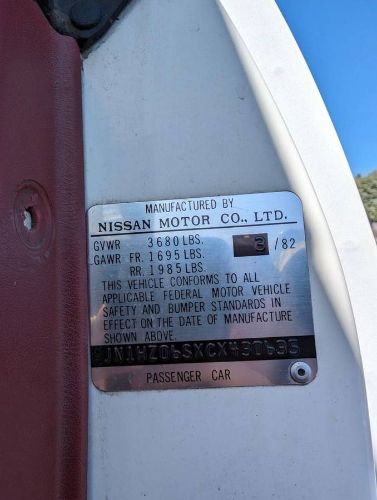 MANUFACTURED BY
NISSAN MOTOR CO., LTD.
GVWR 3680 LBS. 3 / 82
GAWR FR. 1695 LBS.
RR. 1985 LBS.
THIS VEHICLE CONFORMS TO ALL
APPLICABLE FEDERAL MOTOR VEHICLE
SAFETY AND BUMPER STANDARDS IN
EFFECT ON THE DATE OF MANUFACTURE
SHOWN ABOVE.
JN1HZ06SXCX430635
PASSENGER CAR